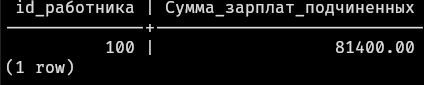 id_работника | Сумма_зарплат_подчиненных
-------------+---------------------------
100 | 81400.00
(1 row)